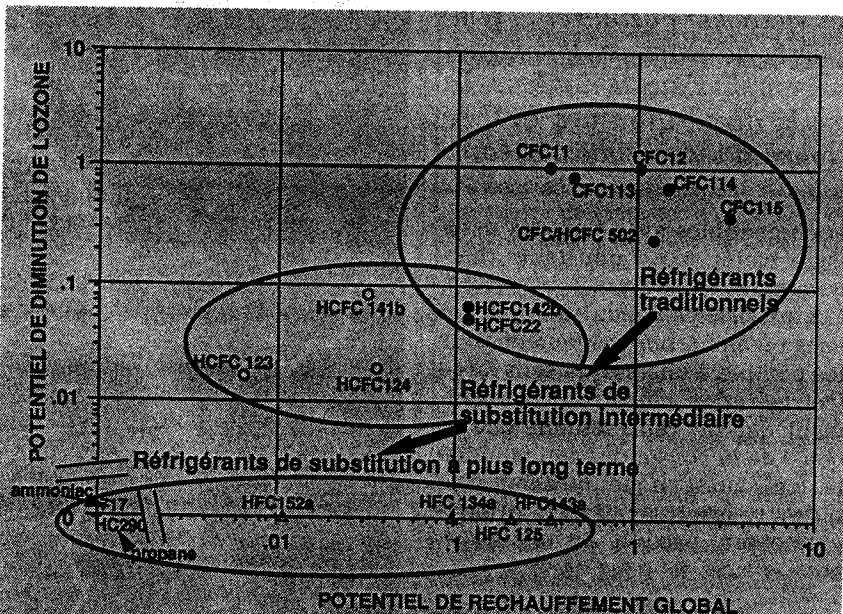 POTENTIEL DE DIMINUTION DE L'OZONE
10
1
.1
.01
0
CFC11
CFC12
CFC113
CFC114
CFC115
CFC/HCFC 502
Réfrigérants
traditionnels
HCFC 141b
HCFC142b
HCFC22
HCFC 123
HCFC124
Réfrigérants de
substitution intermédiaire
Réfrigérants de substitution à plus long terme
ammoniac
HFC152a
HFC 134a
HFC143a
HC290
HFC 125
propane
.01
.1
1
10
POTENTIEL DE RECHAUFFEMENT GLOBAL